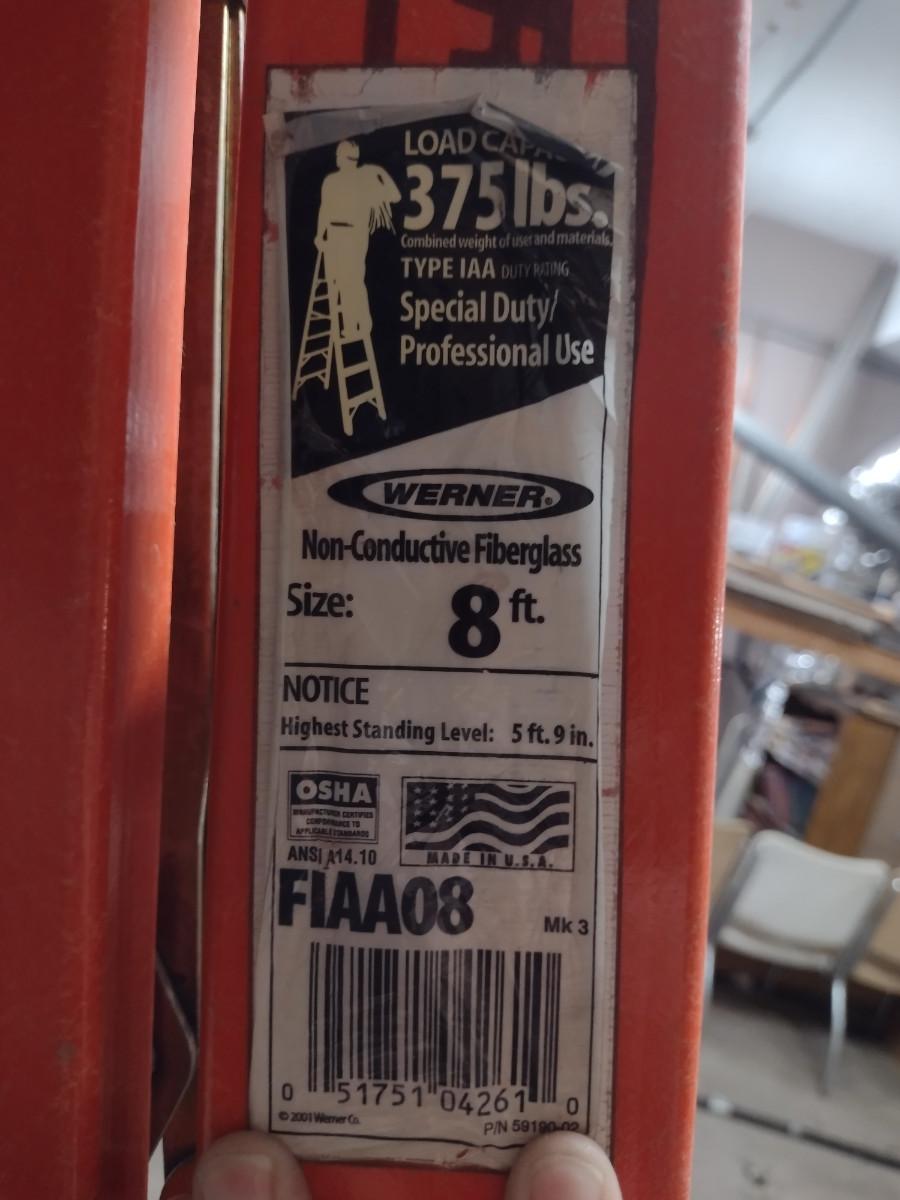 LOAD CAPACITY
375 lbs.
Combined weight of user and materials.
TYPE IAA DUTY RATING
Special Duty/
Professional Use
WERNER®
Non-Conductive Fiberglass
Size: 8 ft.
NOTICE
Highest Standing Level: 5 ft. 9 in.
OSHA
MANUFACTURER CERTIFIES
CONFORMANCE TO
APPLICABLE STANDARDS
MADE IN U.S.A.
ANSI A14.10
FIAA08
Mk 3
0 51751 04261 0
© 2001 Werner Co.
P/N 59190-02